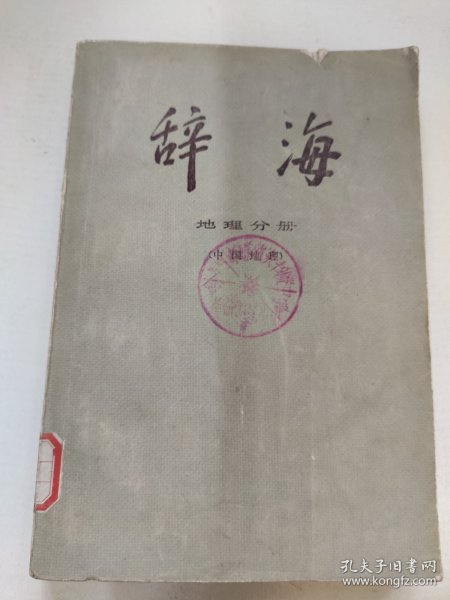 辞海
地理分册
(中国地理)
孔夫子旧书网
www.kongfz.com